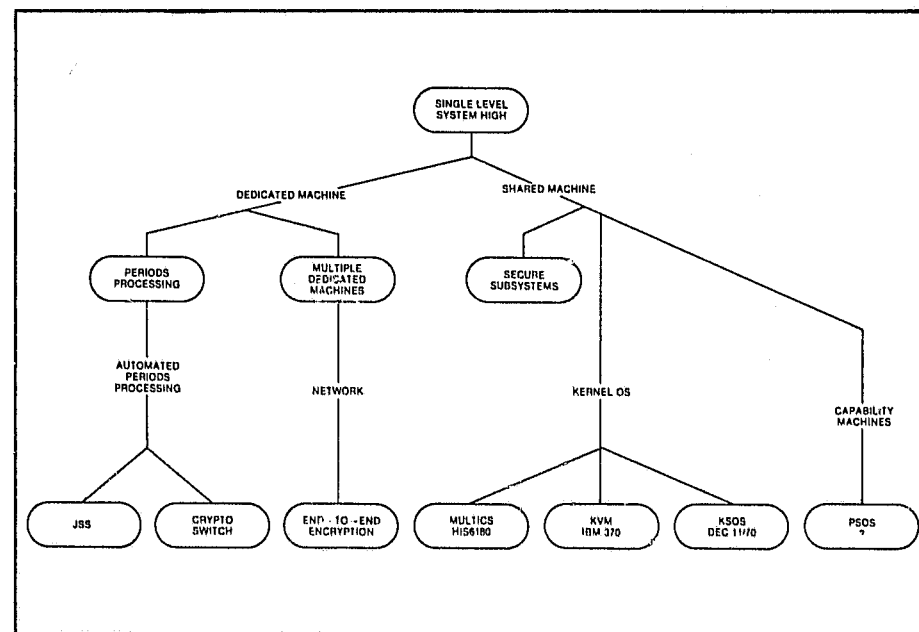 SINGLE LEVEL
SYSTEM HIGH
DEDICATED MACHINE
SHARED MACHINE
PERIODS
PROCESSING
MULTIPLE
DEDICATED
MACHINES
SECURE
SUBSYSTEMS
AUTOMATED
PERIODS
PROCESSING
NETWORK
KERNEL OS
CAPABILITY
MACHINES
JSS
CRYPTO
SWITCH
END-TO-END
ENCRYPTION
MULTICS
HIS6180
KVM
IBM 370
KSOS
DEC 11/70
PSOS
?